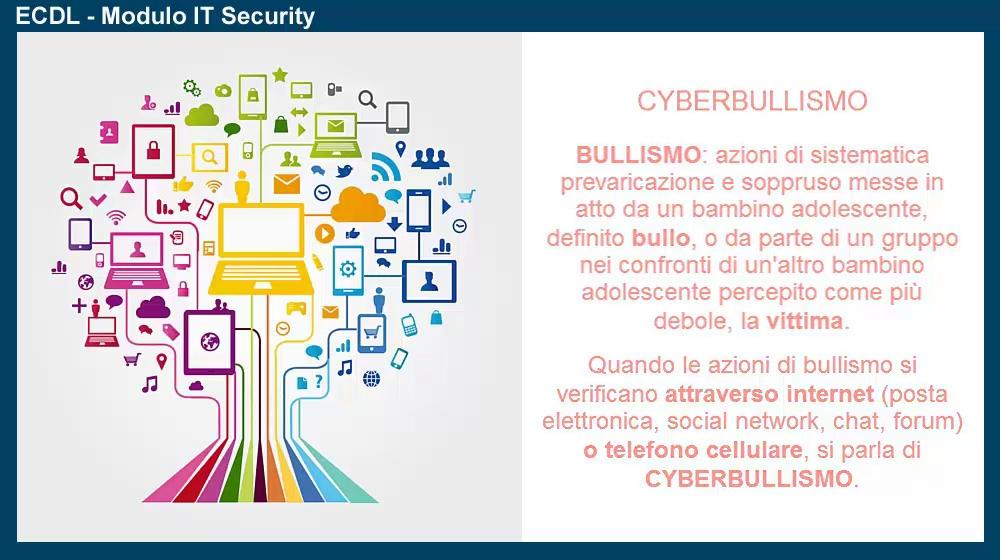 ECDL - Modulo IT Security
CYBERBULLISMO
BULLISMO: azioni di sistematica
prevaricazione e soppruso messe in
atto da un bambino adolescente,
definito bullo, o da parte di un gruppo
nei confronti di un'altro bambino
adolescente percepito come più
debole, la vittima.
Quando le azioni di bullismo si
verificano attraverso internet (posta
elettronica, social network, chat, forum)
o telefono cellulare, si parla di
CYBERBULLISMO.